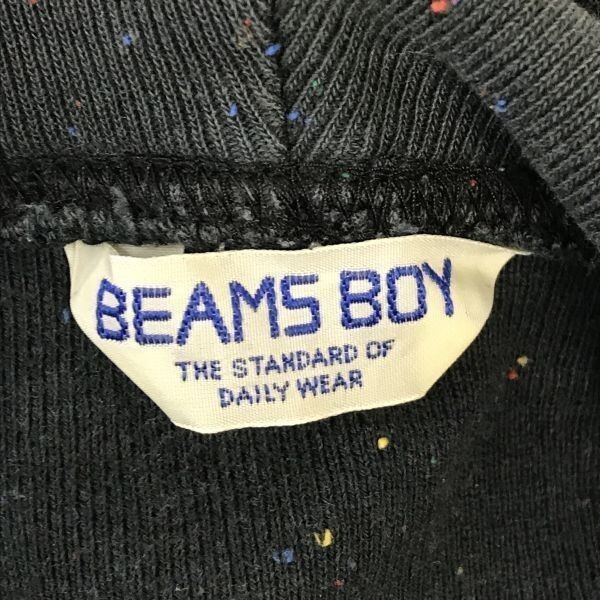 BEAMS BOY
THE STANDARD OF
DAILY WEAR